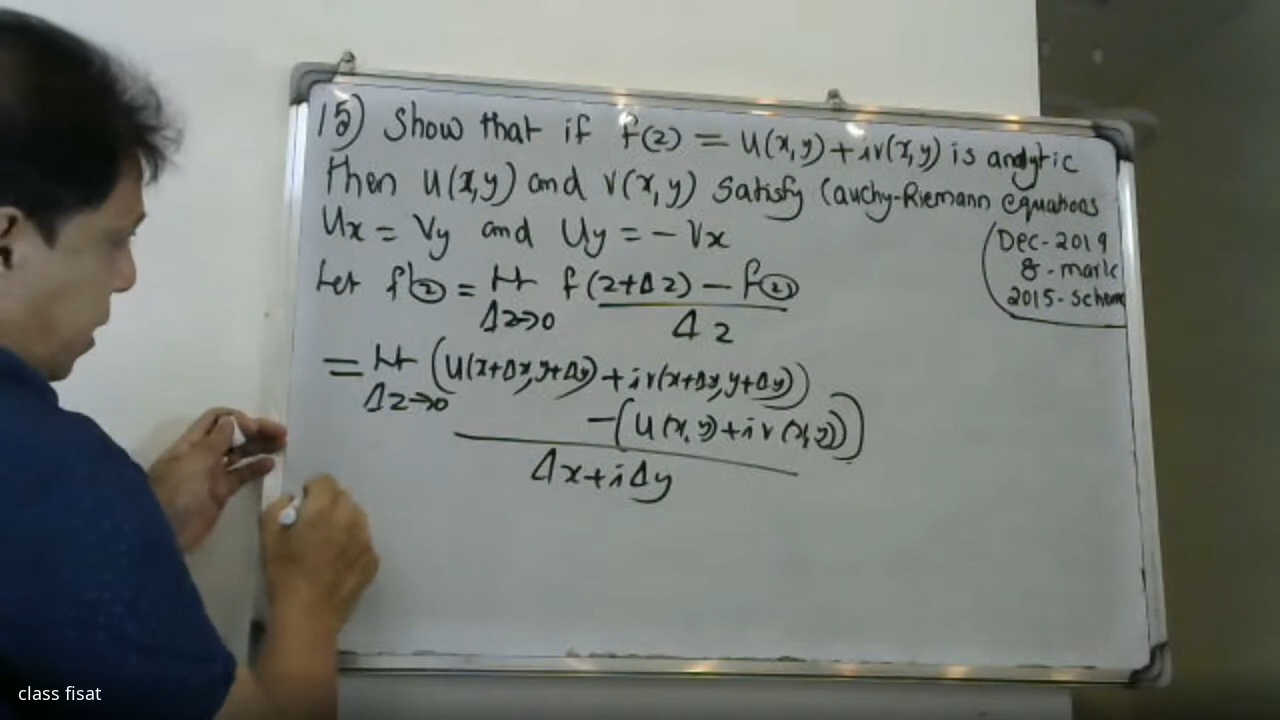 15) Show that if f(z) = u(x,y)+iv(x,y) is analytic
then u(x,y) and v(x,y) satisfy Cauchy-Riemann equations
Ux = Vy and Uy = -Vx
(Dec-2019
8-mark
2015-scheme
Let f'(z) = Lt f(z+Δz) - f(z)
Δz→0 Δz
= Lt (u(x+Δx,y+Δy)+iv(x+Δx,y+Δy))
Δz→0 -(u(x,y)+iv(x,y))
Δx+iΔy
class fisat